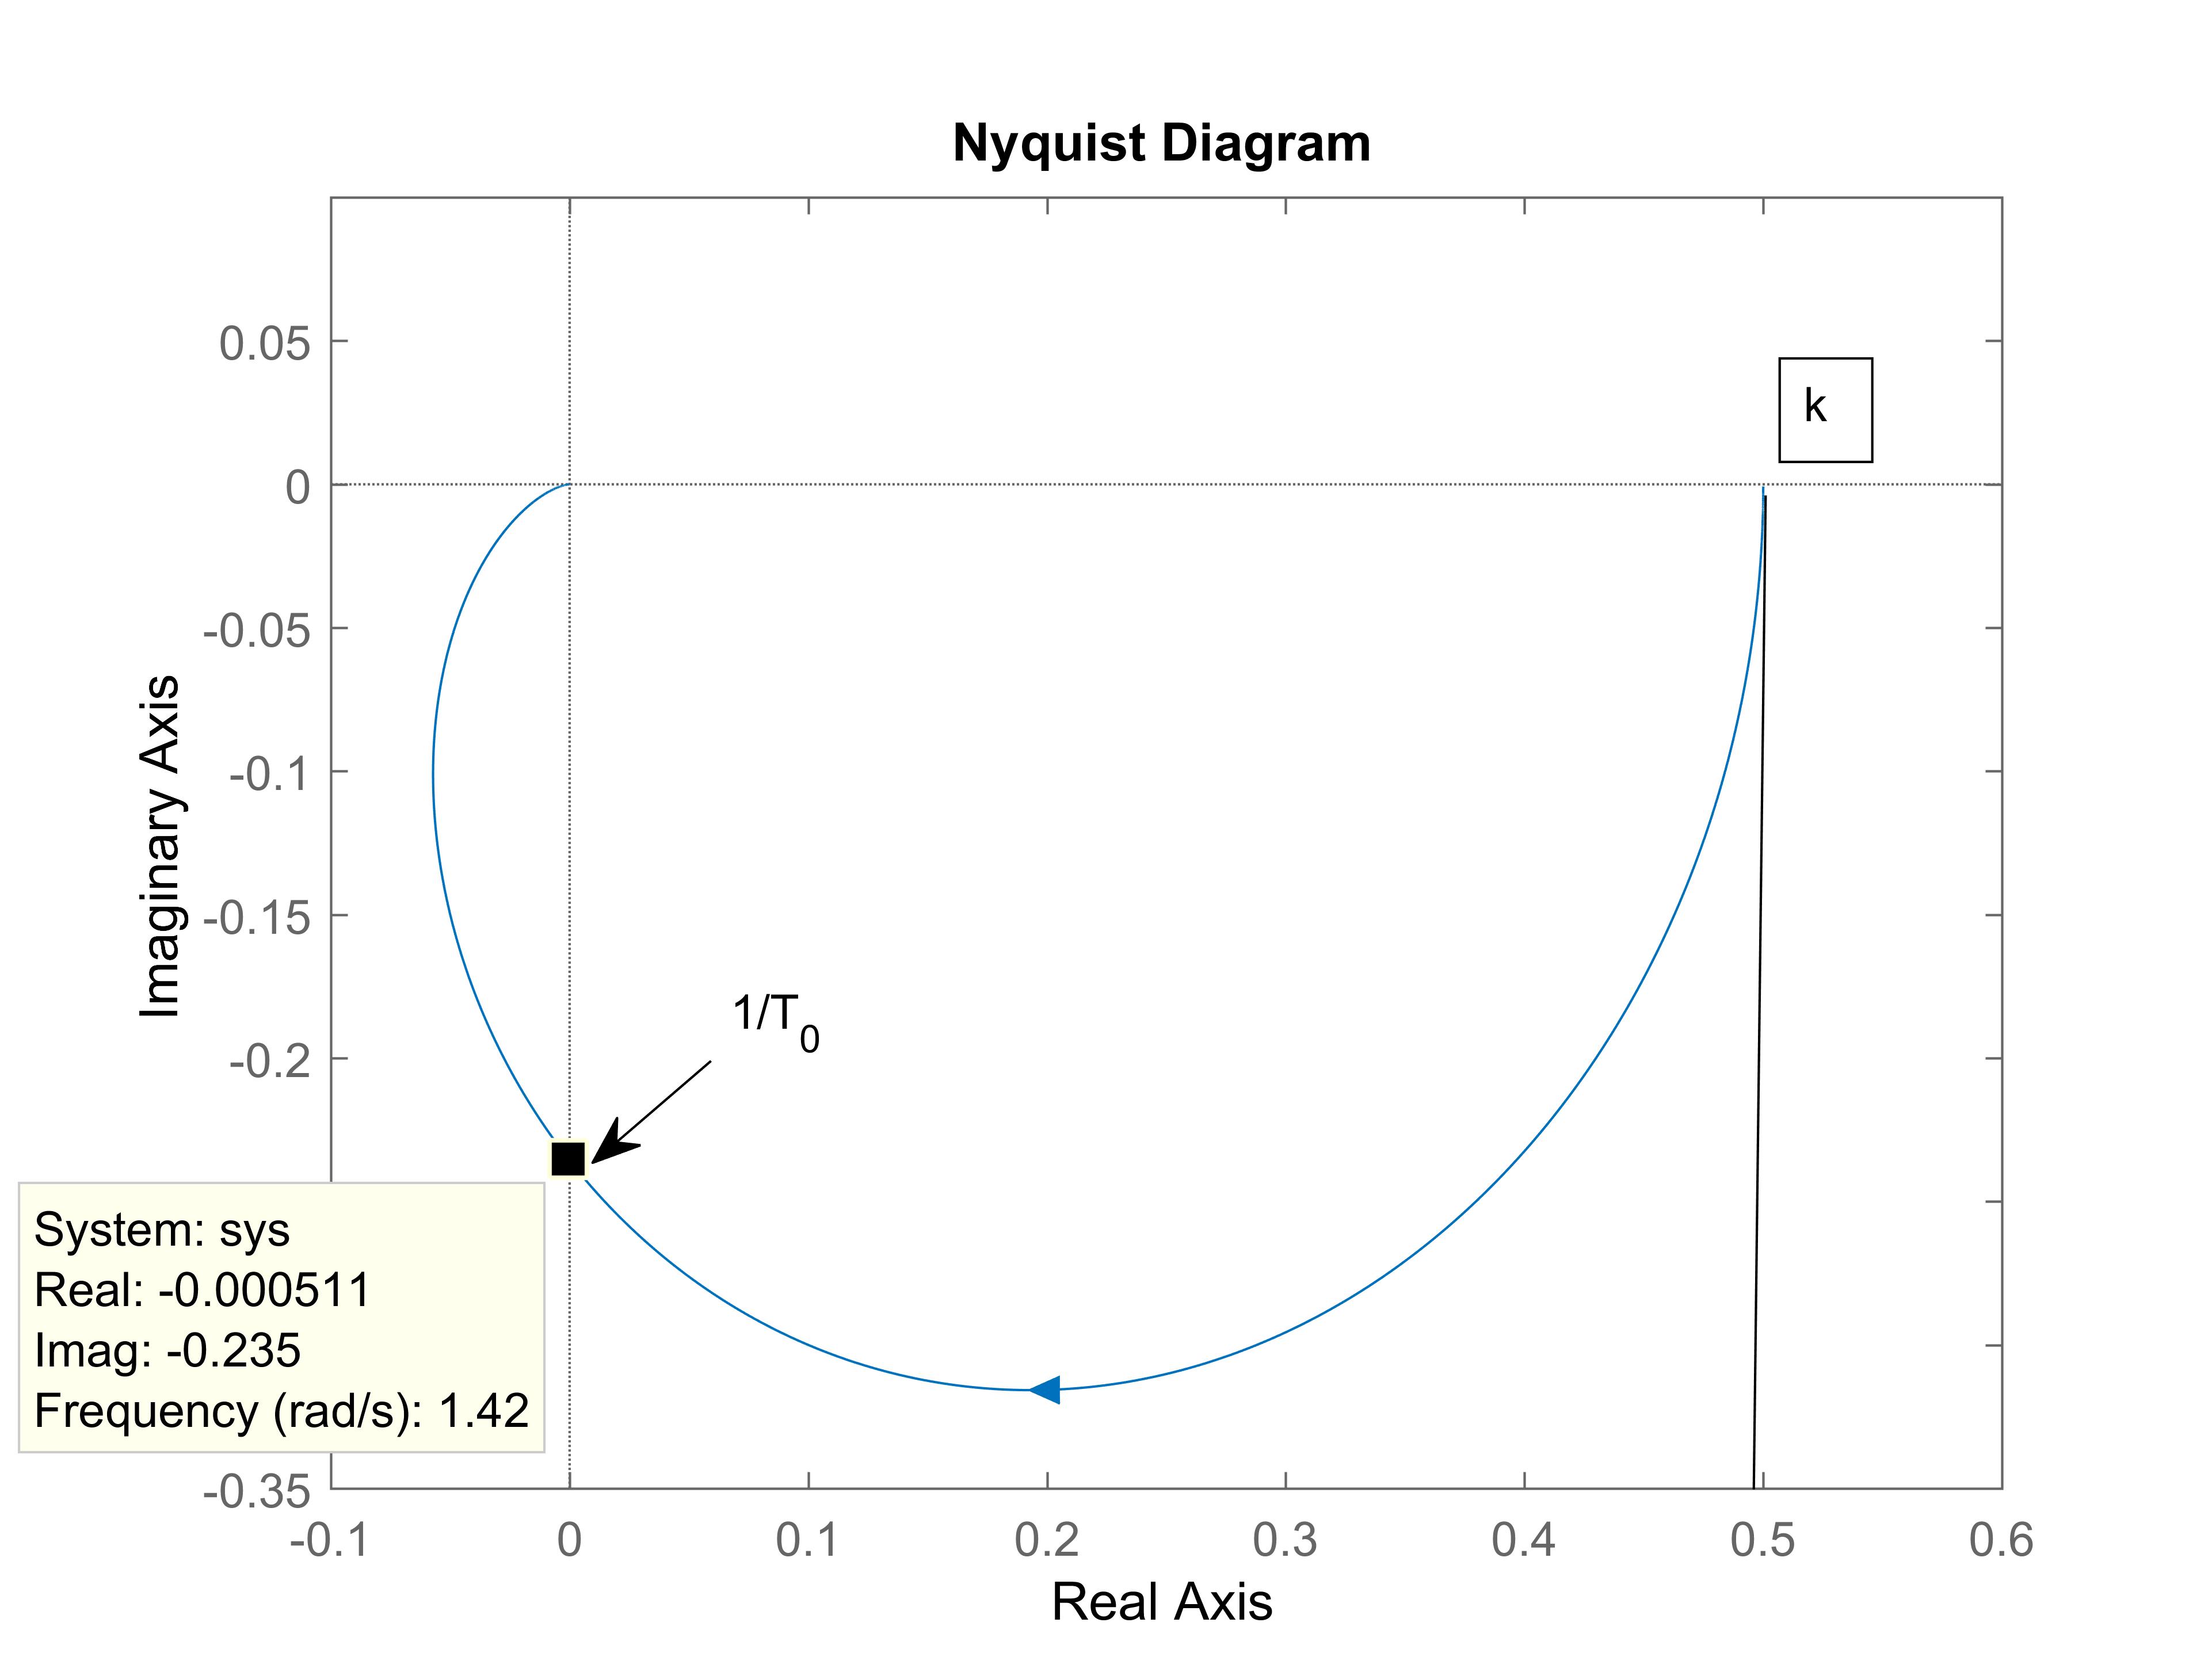 Nyquist Diagram
0.05
k
0
-0.05
-0.1
-0.15
-0.2
1/T0
System: sys
Real: -0.000511
Imag: -0.235
Frequency (rad/s): 1.42
-0.35
-0.1 0 0.1 0.2 0.3 0.4 0.5 0.6
Real Axis
Imaginary Axis